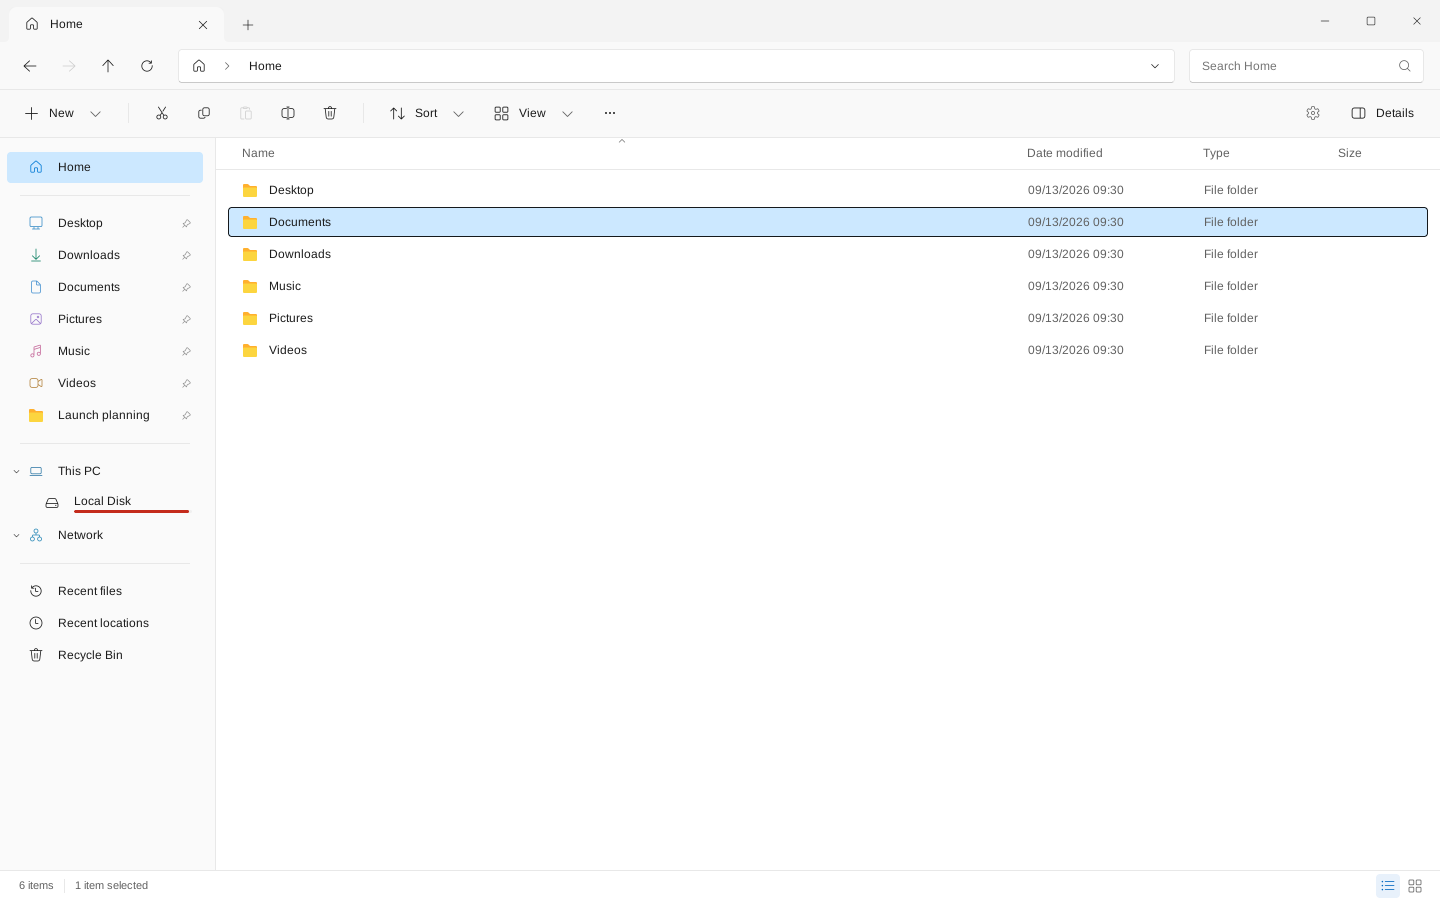 Home
Home
Search Home
New
Sort
View
Details
Home
Desktop
Downloads
Documents
Pictures
Music
Videos
Launch planning
This PC
Local Disk
Network
Recent files
Recent locations
Recycle Bin
Name Date modified Type Size
Desktop 09/13/2026 09:30 File folder
Documents 09/13/2026 09:30 File folder
Downloads 09/13/2026 09:30 File folder
Music 09/13/2026 09:30 File folder
Pictures 09/13/2026 09:30 File folder
Videos 09/13/2026 09:30 File folder
6 items 1 item selected